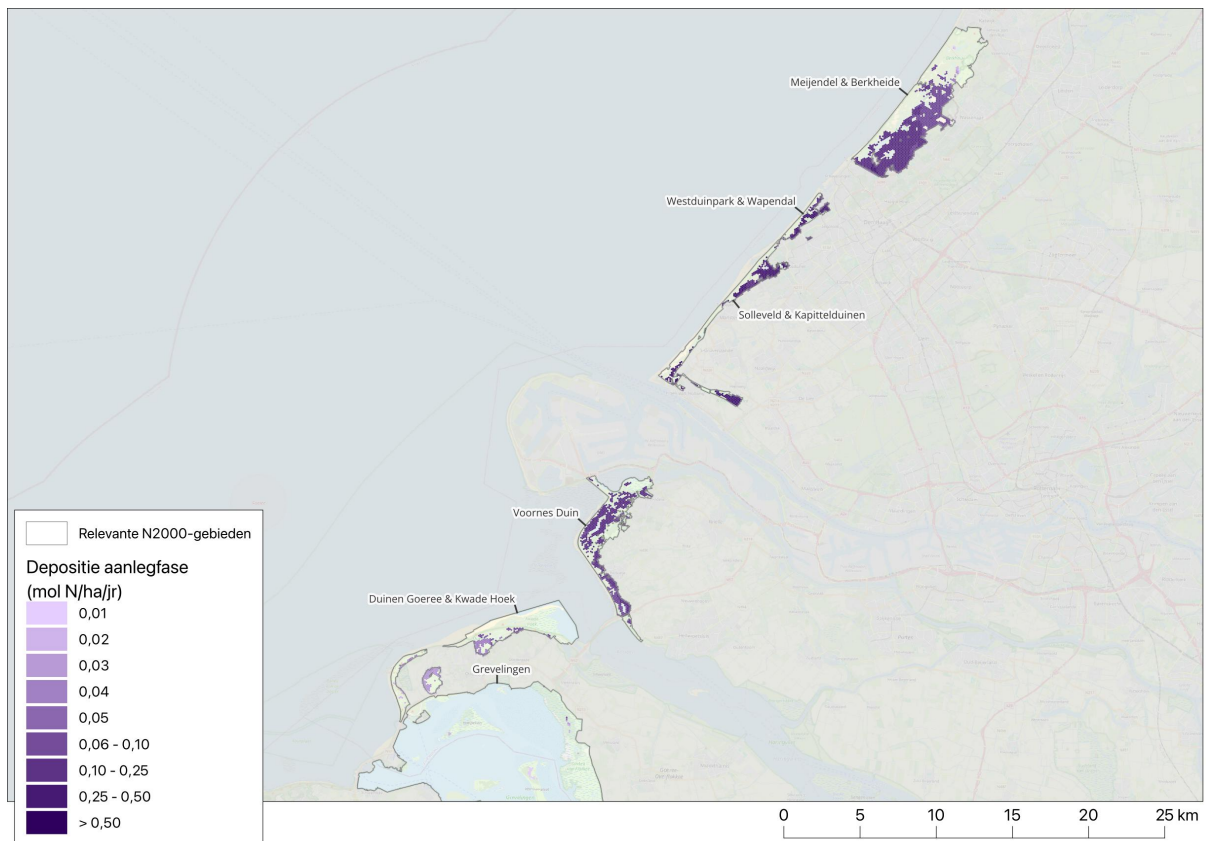 Meijendel & Berkheide
Westduinpark & Wapendal
Solleveld & Kapittelduinen
Voornes Duin
Duinen Goeree & Kwade Hoek
Grevelingen
Relevante N2000-gebieden
Depositie aanlegfase
(mol N/ha/jr)
0,01
0,02
0,03
0,04
0,05
0,06 - 0,10
0,10 - 0,25
0,25 - 0,50
> 0,50
0 5 10 15 20 25 km